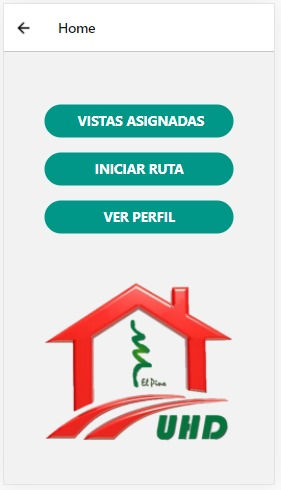 Home
VISTAS ASIGNADAS
INICIAR RUTA
VER PERFIL
El Pino
UHD